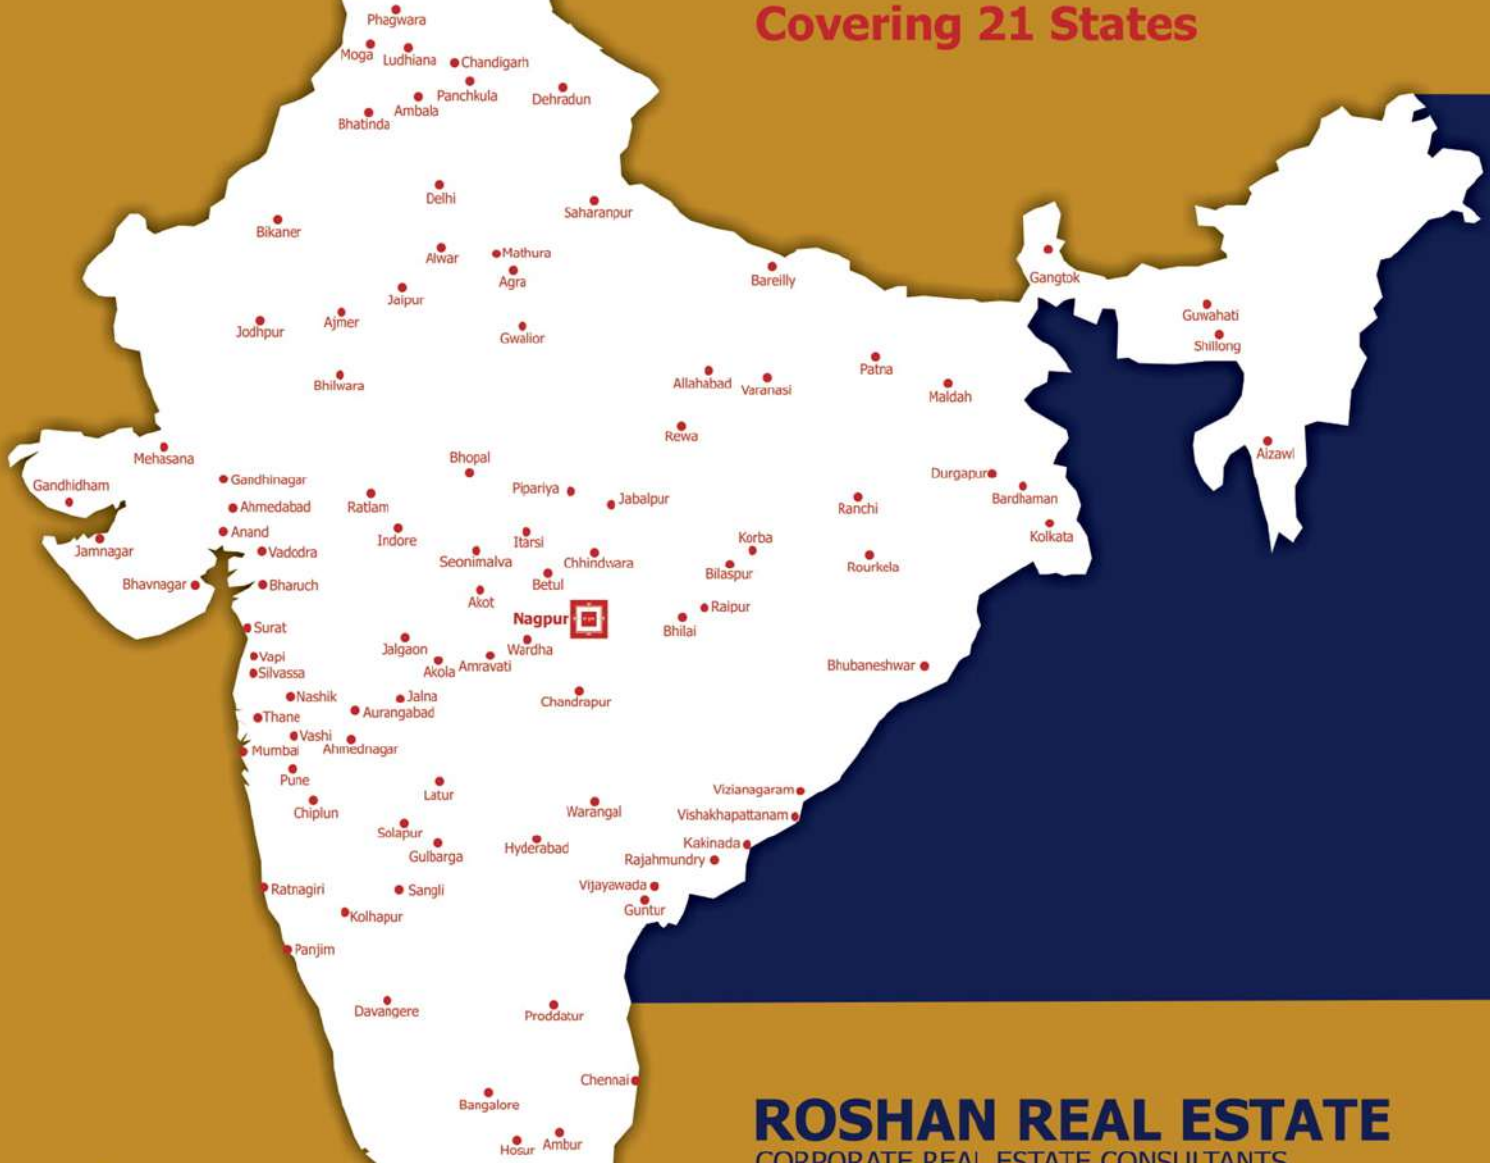 Covering 21 States
Phagwara
Moga
Ludhiana
Chandigarh
Panchkula
Dehradun
Ambala
Bhatinda
Delhi
Saharanpur
Bikaner
Alwar
Mathura
Agra
Bareilly
Gangtok
Jaipur
Ajmer
Jodhpur
Gwalior
Guwahati
Shillong
Bhilwara
Patna
Allahabad
Varanasi
Maldah
Rewa
Mehasana
Bhopal
Aizawl
Gandhidham
Gandhinagar
Pipariya
Jabalpur
Durgapur
Bardhaman
Ahmedabad
Ratlam
Ranchi
Anand
Indore
Itarsi
Korba
Kolkata
Jamnagar
Vadodra
Seonimalva
Chhindwara
Bilaspur
Rourkela
Bhavnagar
Bharuch
Betul
Akot
Nagpur
Raipur
Bhilai
Surat
Jalgaon
Wardha
Vapi
Akola
Amravati
Bhubaneshwar
Silvassa
Nashik
Jalna
Chandrapur
Thane
Aurangabad
Vashi
Mumbai
Ahmednagar
Pune
Latur
Vizianagaram
Chiplun
Warangal
Vishakhapattanam
Solapur
Gulbarga
Hyderabad
Kakinada
Rajahmundry
Ratnagiri
Sangli
Vijayawada
Kolhapur
Guntur
Panjim
Davangere
Proddatur
Chennai
Bangalore
Hosur
Ambur
ROSHAN REAL ESTATE
CORPORATE REAL ESTATE CONSULTANTS